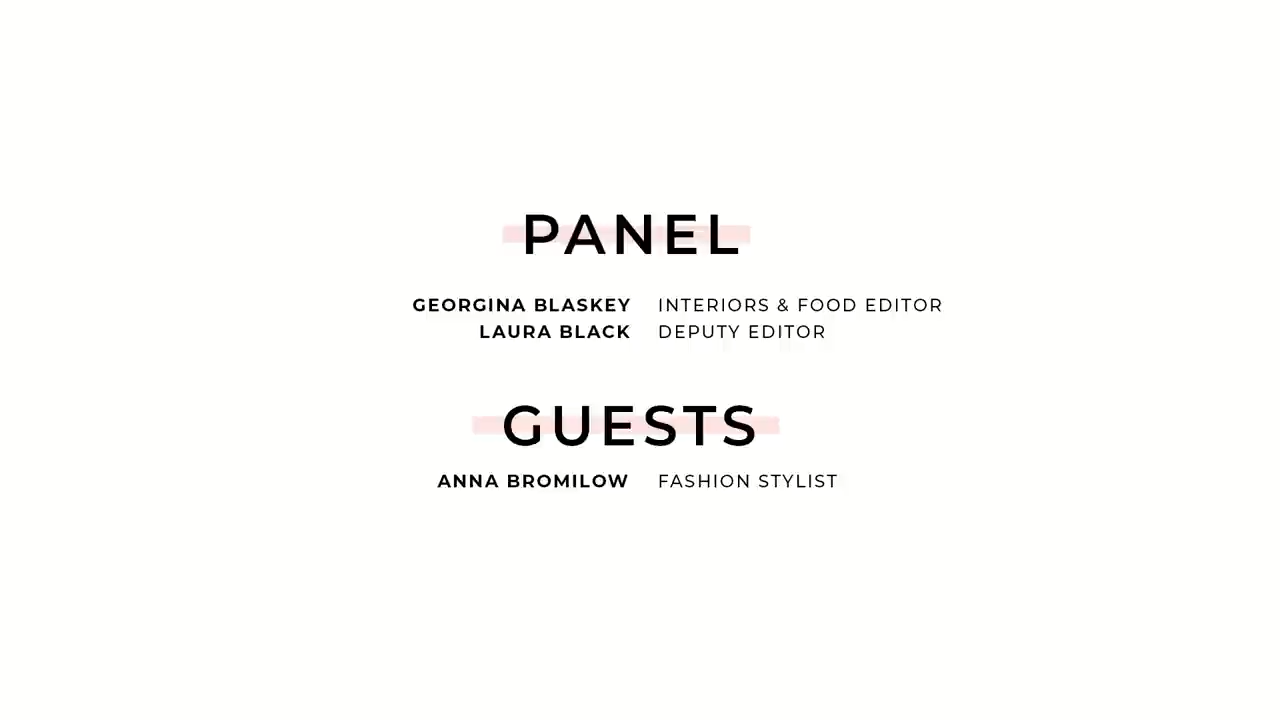 PANEL
GEORGINA BLASKEY INTERIORS & FOOD EDITOR
LAURA BLACK DEPUTY EDITOR
GUESTS
ANNA BROMILOW FASHION STYLIST